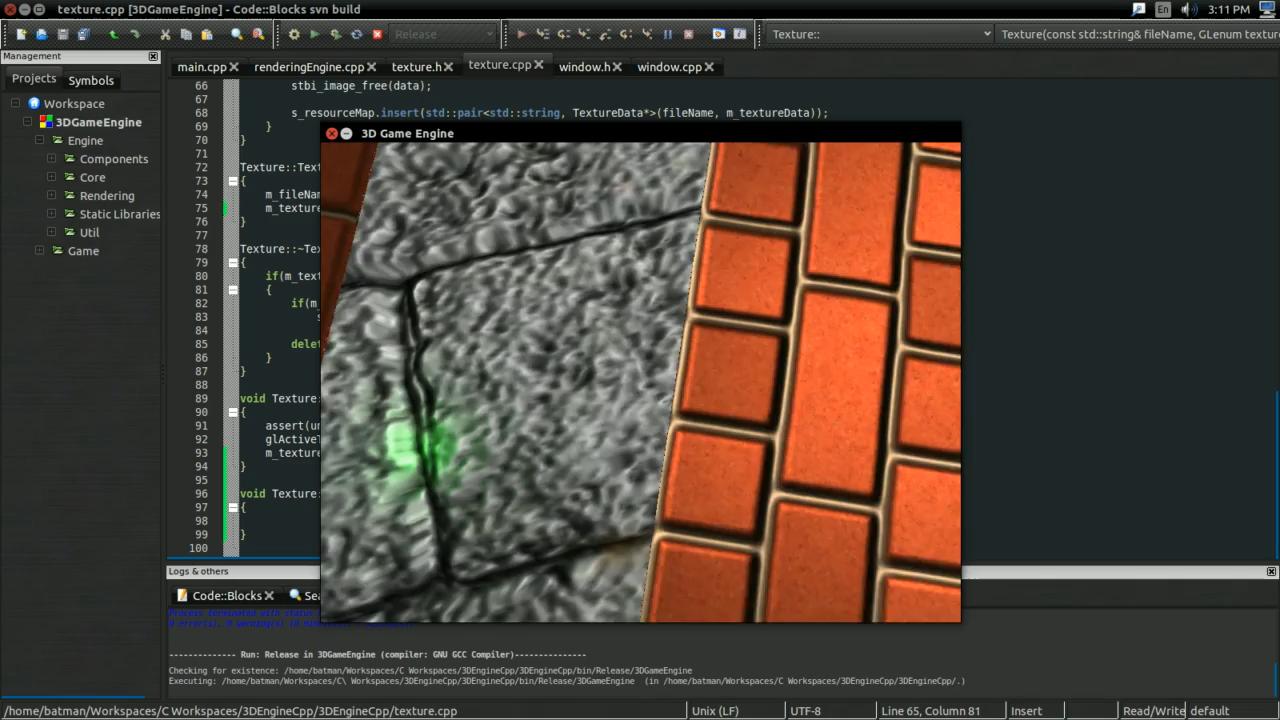 texture.cpp [3DGameEngine] - Code::Blocks svn build
En
3:11 PM
Release
Texture::
Texture(const std::string& fileName, GLenum texture
Management
Projects
Symbols
main.cpp
renderingEngine.cpp
texture.h
texture.cpp
window.h
window.cpp
Workspace
3DGameEngine
Engine
Components
Core
Rendering
Static Libraries
Util
Game
66 stbi_image_free(data);
67
68 s_resourceMap.insert(std::pair<std::string, TextureData*>(fileName, m_textureData));
69 }
70 }
71
72 Texture::Text
73 {
74 m_fileNam
75 m_texture
76 }
77
78 Texture::~Tex
79 {
80 if(m_text
81 {
82 if(m_
83 s
84
85 delet
86 }
87 }
88
89 void Texture:
90 {
91 assert(un
92 glActiveT
93 m_texture
94 }
95
96 void Texture:
97 {
98
99 }
100
3D Game Engine
Logs & others
Code::Blocks
Sea
Process terminated with status
-------------- Run: Release in 3DGameEngine (compiler: GNU GCC Compiler)---------------
Checking for existence: /home/batman/Workspaces/C Workspaces/3DEngineCpp/3DEngineCpp/bin/Release/3DGameEngine
Executing: /home/batman/Workspaces/C\ Workspaces/3DEngineCpp/3DEngineCpp/bin/Release/3DGameEngine (in /home/batman/Workspaces/C Workspaces/3DEngineCpp/3DEngineCpp/.)
/home/batman/Workspaces/C Workspaces/3DEngineCpp/3DEngineCpp/texture.cpp
Unix (LF)
UTF-8
Line 65, Column 81
Insert
Read/Write
default